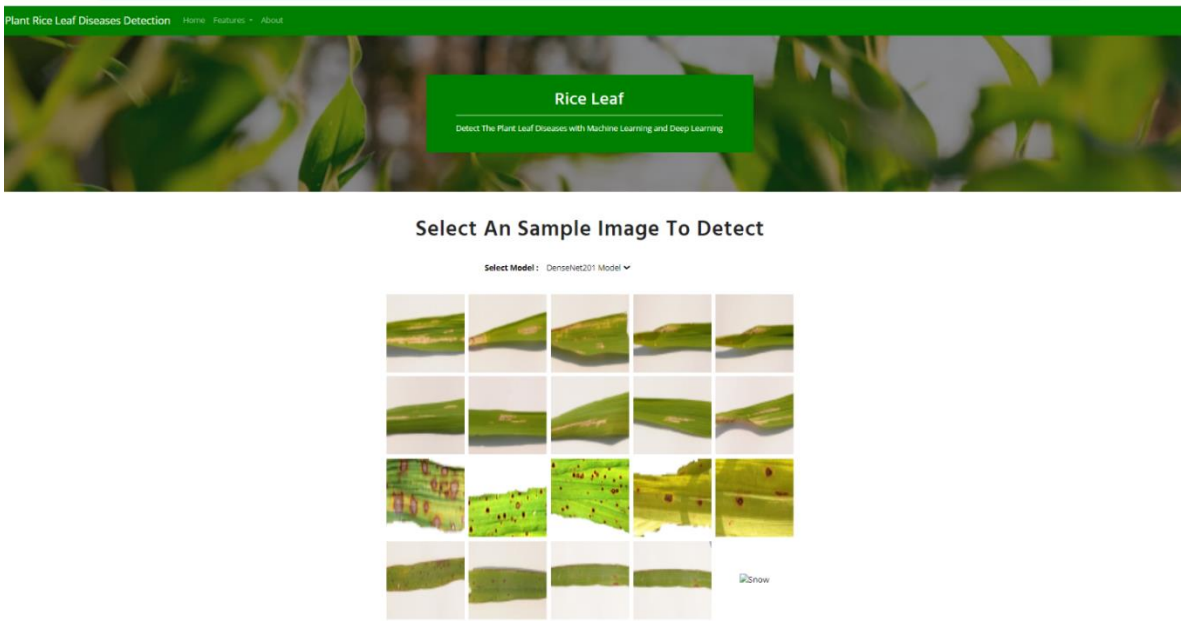 Plant Rice Leaf Diseases Detection Home Features About
Rice Leaf
Detect The Plant Leaf Diseases with Machine Learning and Deep Learning
Select An Sample Image To Detect
Select Model : DenseNet201 Model
Snow